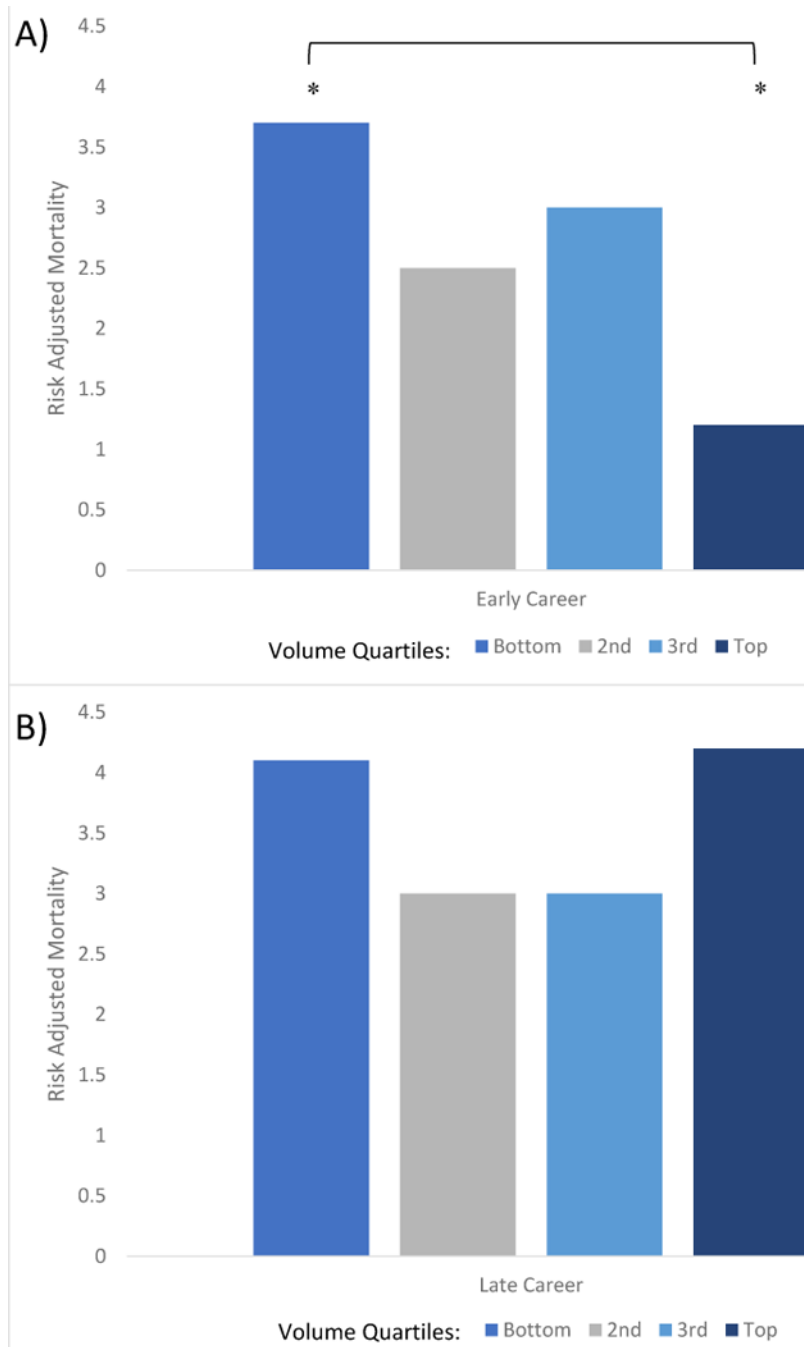 A)
4.5
4
3.5
3
2.5
2
1.5
1
0.5
0
Risk Adjusted Mortality
* *
Early Career
Volume Quartiles: Bottom 2nd 3rd Top
B)
4.5
4
3.5
3
2.5
2
1.5
1
0.5
0
Risk Adjusted Mortality
Late Career
Volume Quartiles: Bottom 2nd 3rd Top